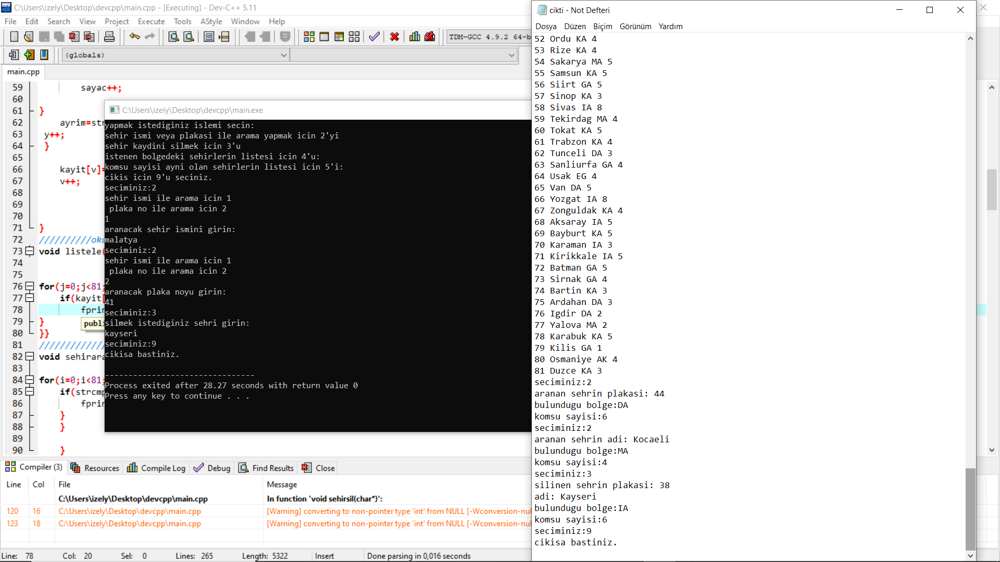 C:\Users\izely\Desktop\devcpp\main.cpp - [Executing] - Dev-C++ 5.11
File Edit Search View Project Execute Tools AStyle Window Help
TDM-GCC 4.9.2 64-b
(globals)
main.cpp
59 sayac++;
60
61 }
62 ayrim=str
63 y++;
64 }
65
66 kayit[v]=
67 v++;
68
69
70
71 }
72 //////////oku
73 void listele(
74
75
76 for(j=0;j<81;
77 if(kayit[
78 fprin
79 }
80 }}
81 /////////////
82 void sehirara
83
84 for(i=0;i<81;
85 if(strcmp
86 fprin
87 }
88 }
89
90 }
publi
C:\Users\izely\Desktop\devcpp\main.exe
yapmak istediginiz islemi secin:
sehir ismi veya plakasi ile arama yapmak icin 2'yi
sehir kaydini silmek icin 3'u
istenen bolgedeki sehirlerin listesi icin 4'u:
komsu sayisi ayni olan sehirlerin listesi icin 5'i:
cikis icin 9'u seciniz.
seciminiz:2
sehir ismi ile arama icin 1
plaka no ile arama icin 2
1
aranacak sehir ismini girin:
malatya
seciminiz:2
sehir ismi ile arama icin 1
plaka no ile arama icin 2
2
aranacak plaka noyu girin:
41
seciminiz:3
silmek istediginiz sehri girin:
kayseri
seciminiz:9
cikisa bastiniz.
--------------------------------
Process exited after 28.27 seconds with return value 0
Press any key to continue . . .
Compiler (3) Resources Compile Log Debug Find Results Close
Line Col File Message
C:\Users\izely\Desktop\devcpp\main.cpp In function 'void sehirsil(char*)':
120 16 C:\Users\izely\Desktop\devcpp\main.cpp [Warning] converting to non-pointer type 'int' from NULL [-Wconversion-nul
123 18 C:\Users\izely\Desktop\devcpp\main.cpp [Warning] converting to non-pointer type 'int' from NULL [-Wconversion-nul
Line: 78 Col: 20 Sel: 0 Lines: 265 Length: 5322 Insert Done parsing in 0,016 seconds
cikti - Not Defteri
Dosya Düzen Biçim Görünüm Yardım
52 Ordu KA 4
53 Rize KA 4
54 Sakarya MA 5
55 Samsun KA 5
56 Siirt GA 5
57 Sinop KA 3
58 Sivas IA 8
59 Tekirdag MA 4
60 Tokat KA 5
61 Trabzon KA 4
62 Tunceli DA 3
63 Sanliurfa GA 4
64 Usak EG 4
65 Van DA 5
66 Yozgat IA 8
67 Zonguldak KA 4
68 Aksaray IA 5
69 Bayburt KA 5
70 Karaman IA 3
71 Kirikkale IA 5
72 Batman GA 5
73 Sirnak GA 4
74 Bartin KA 3
75 Ardahan DA 3
76 Igdir DA 2
77 Yalova MA 2
78 Karabuk KA 5
79 Kilis GA 1
80 Osmaniye AK 4
81 Duzce KA 3
seciminiz:2
aranan sehrin plakasi: 44
bulundugu bolge:DA
komsu sayisi:6
seciminiz:2
aranan sehrin adi: Kocaeli
bulundugu bolge:MA
komsu sayisi:4
seciminiz:3
silinen sehrin plakasi: 38
adi: Kayseri
bulundugu bolge:IA
komsu sayisi:6
seciminiz:9
cikisa bastiniz.